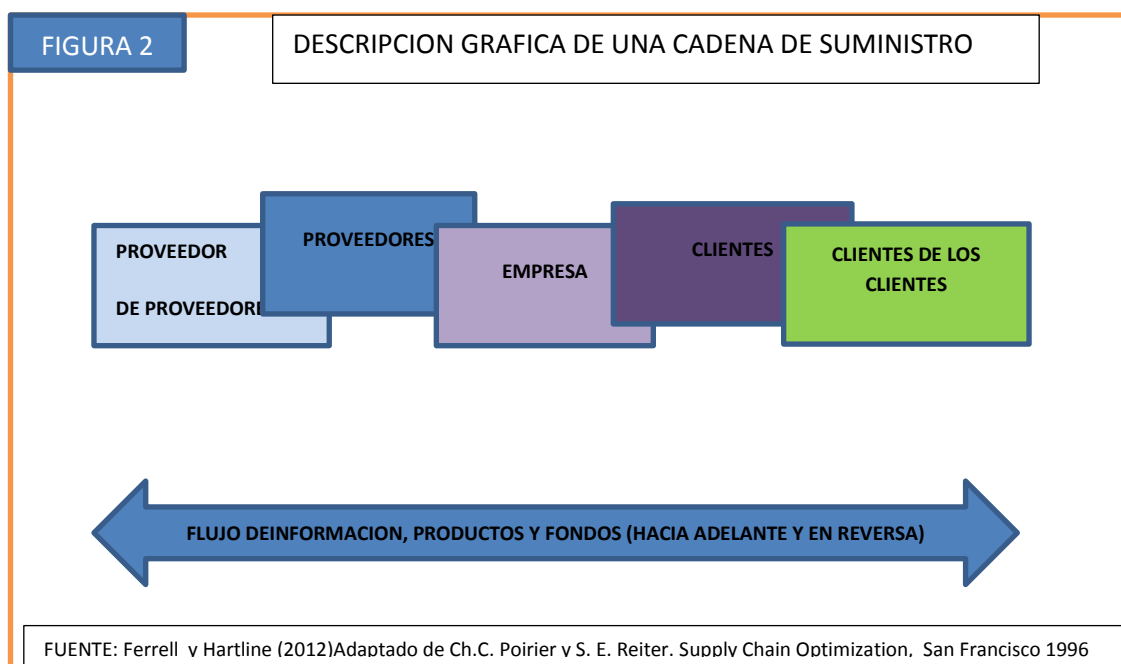 FIGURA 2
DESCRIPCION GRAFICA DE UNA CADENA DE SUMINISTRO
PROVEEDOR
DE PROVEEDORE
PROVEEDORES
EMPRESA
CLIENTES
CLIENTES DE LOS
CLIENTES
FLUJO DEINFORMACION, PRODUCTOS Y FONDOS (HACIA ADELANTE Y EN REVERSA)
FUENTE: Ferrell y Hartline (2012)Adaptado de Ch.C. Poirier y S. E. Reiter. Supply Chain Optimization, San Francisco 1996